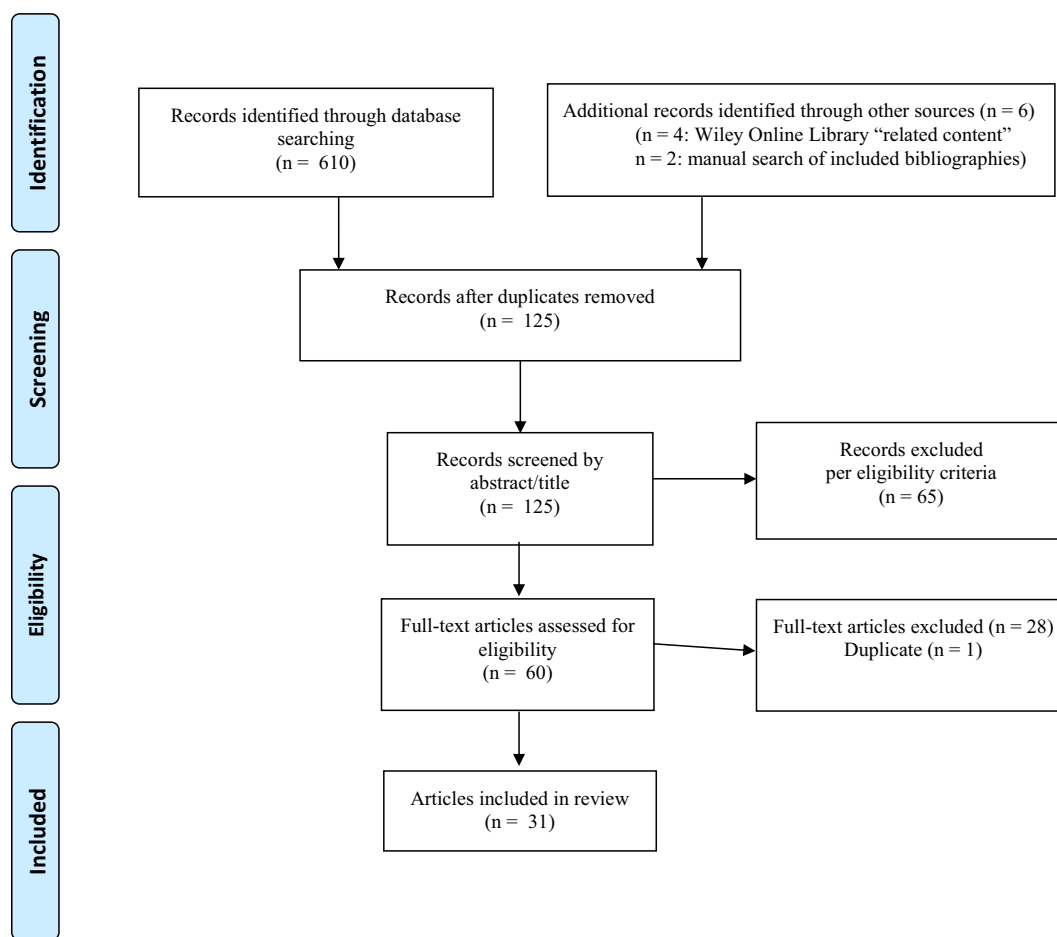 Identification
Records identified through database
searching
(n = 610)
Additional records identified through other sources (n = 6)
(n = 4: Wiley Online Library “related content”
n = 2: manual search of included bibliographies)
Screening
Records after duplicates removed
(n = 125)
Records screened by
abstract/title
(n = 125)
Records excluded
per eligibility criteria
(n = 65)
Eligibility
Full-text articles assessed for
eligibility
(n = 60)
Full-text articles excluded (n = 28)
Duplicate (n = 1)
Included
Articles included in review
(n = 31)